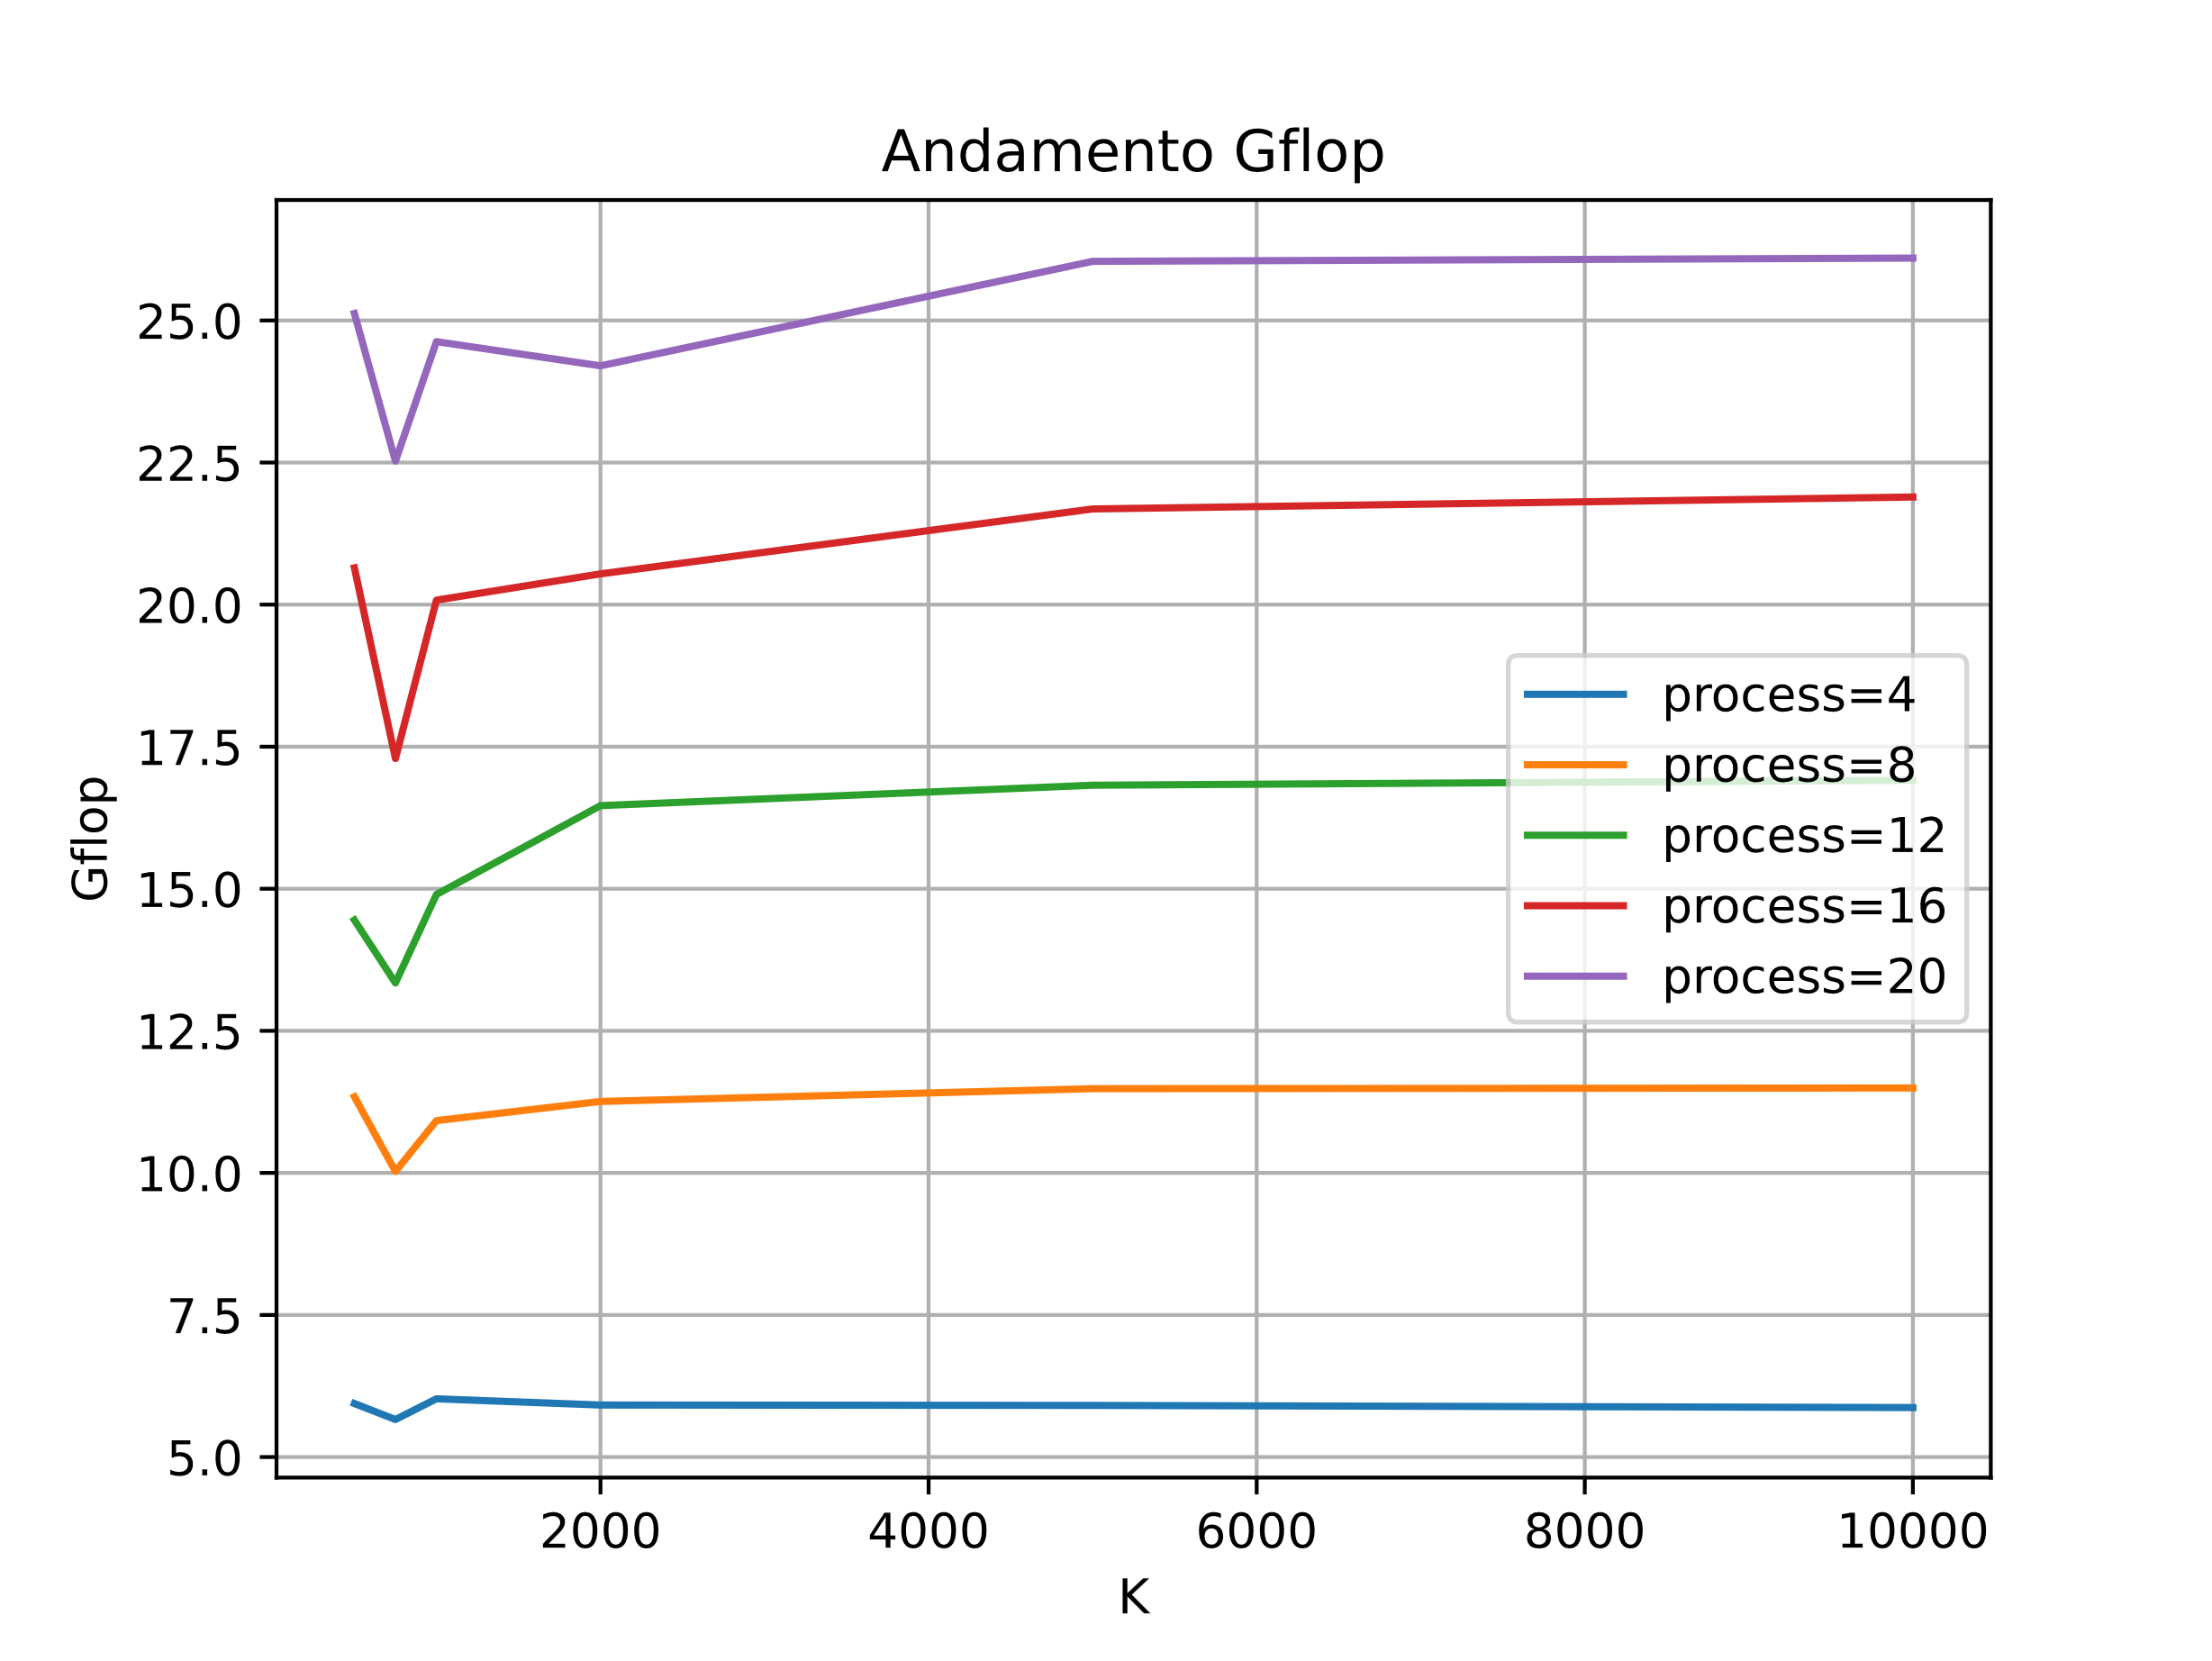 Andamento Gflop
25.0
22.5
20.0
17.5
15.0
12.5
10.0
7.5
5.0
Gflop
process=4
process=8
process=12
process=16
process=20
2000 4000 6000 8000 10000
K